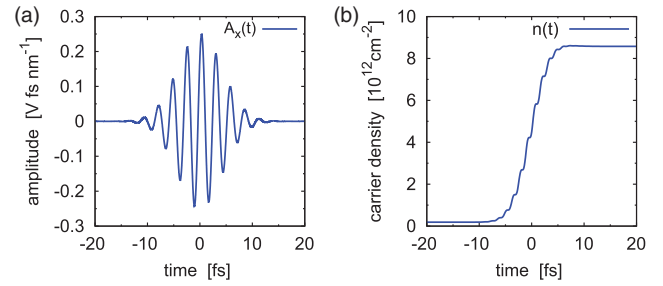 (a)
amplitude [V fs nm⁻¹]
0.3
0.2
0.1
0
-0.1
-0.2
-0.3
Aₓ(t)
-20 -10 0 10 20
time [fs]
(b)
carrier density [10¹²cm⁻²]
10
8
6
4
2
0
n(t)
-20 -10 0 10 20
time [fs]